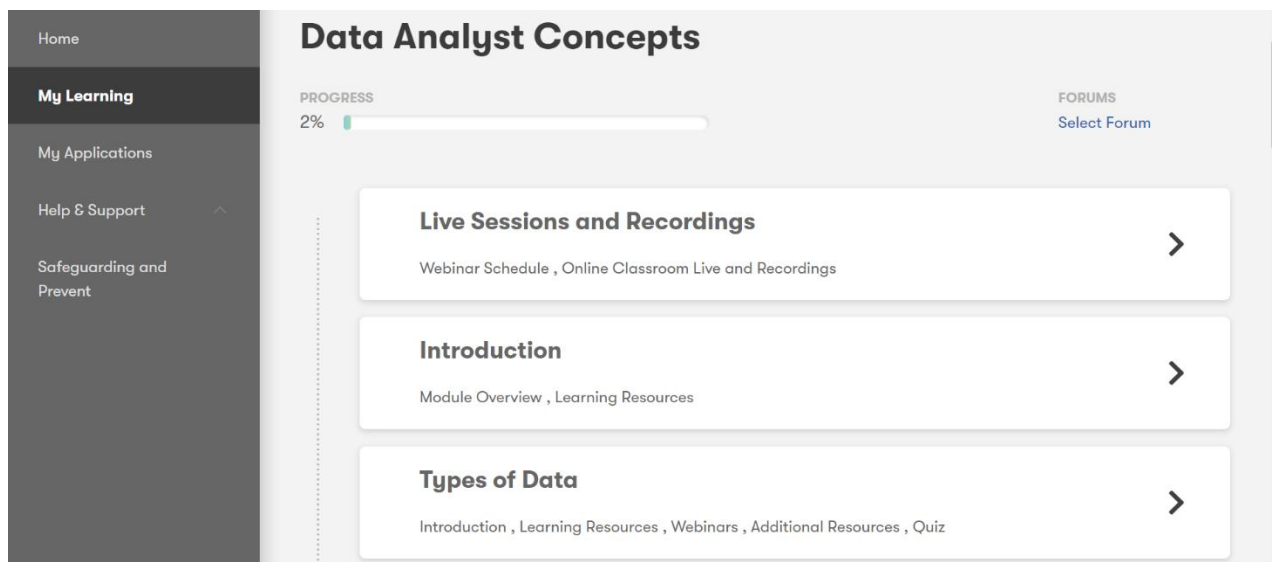 Home
My Learning
My Applications
Help & Support
Safeguarding and
Prevent
Data Analyst Concepts
PROGRESS
2%
FORUMS
Select Forum
Live Sessions and Recordings
Webinar Schedule , Online Classroom Live and Recordings
Introduction
Module Overview , Learning Resources
Types of Data
Introduction , Learning Resources , Webinars , Additional Resources , Quiz